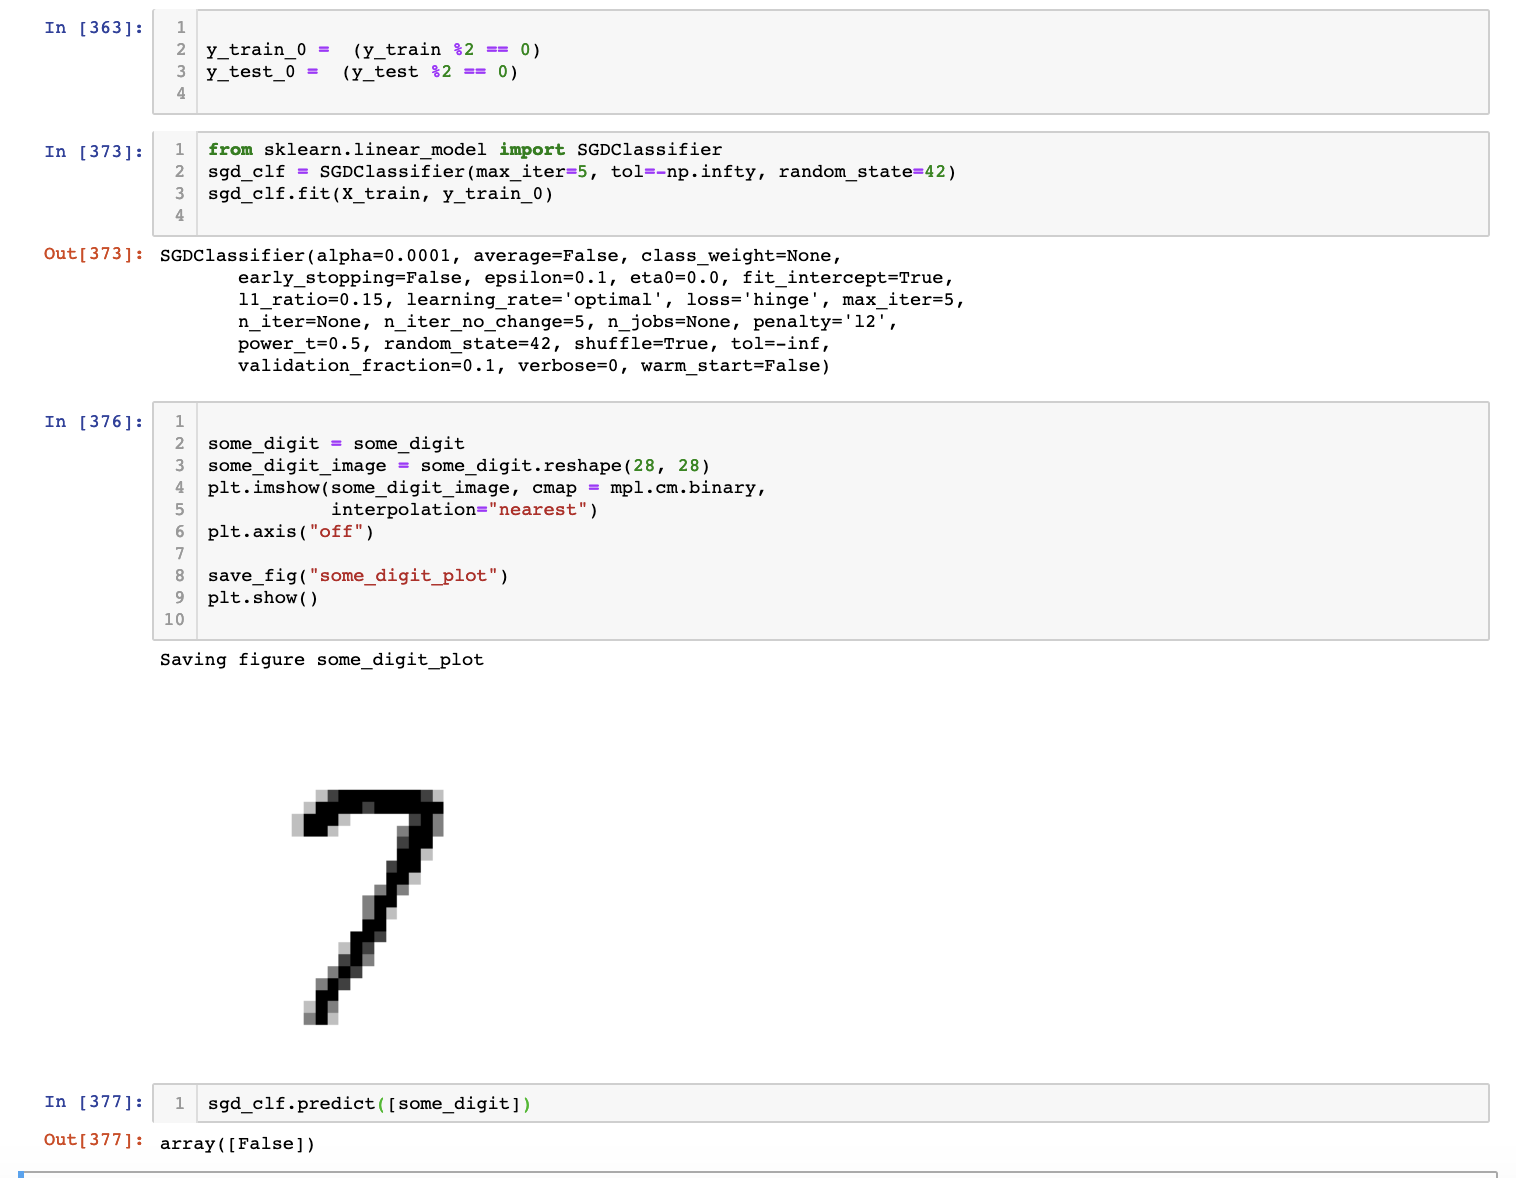 In [363]:
1
2 y_train_0 =  (y_train %2 == 0)
3 y_test_0 =  (y_test %2 == 0)
4
In [373]:
1 from sklearn.linear_model import SGDClassifier
2 sgd_clf = SGDClassifier(max_iter=5, tol=-np.infty, random_state=42)
3 sgd_clf.fit(X_train, y_train_0)
4
Out[373]: SGDClassifier(alpha=0.0001, average=False, class_weight=None,
early_stopping=False, epsilon=0.1, eta0=0.0, fit_intercept=True,
l1_ratio=0.15, learning_rate='optimal', loss='hinge', max_iter=5,
n_iter=None, n_iter_no_change=5, n_jobs=None, penalty='l2',
power_t=0.5, random_state=42, shuffle=True, tol=-inf,
validation_fraction=0.1, verbose=0, warm_start=False)
In [376]:
1
2 some_digit = some_digit
3 some_digit_image = some_digit.reshape(28, 28)
4 plt.imshow(some_digit_image, cmap = mpl.cm.binary,
5            interpolation="nearest")
6 plt.axis("off")
7
8 save_fig("some_digit_plot")
9 plt.show()
10
Saving figure some_digit_plot
7
In [377]: 1 sgd_clf.predict([some_digit])
Out[377]: array([False])